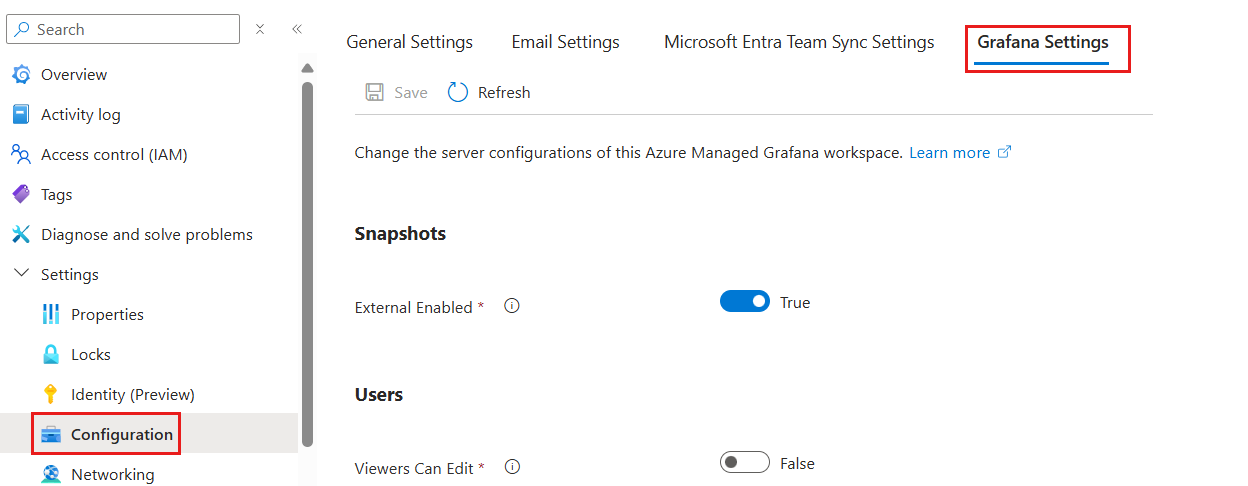 Search
Overview
Activity log
Access control (IAM)
Tags
Diagnose and solve problems
Settings
Properties
Locks
Identity (Preview)
Configuration
Networking
General Settings
Email Settings
Microsoft Entra Team Sync Settings
Grafana Settings
Save
Refresh
Change the server configurations of this Azure Managed Grafana workspace. Learn more
Snapshots
External Enabled *
True
Users
Viewers Can Edit *
False